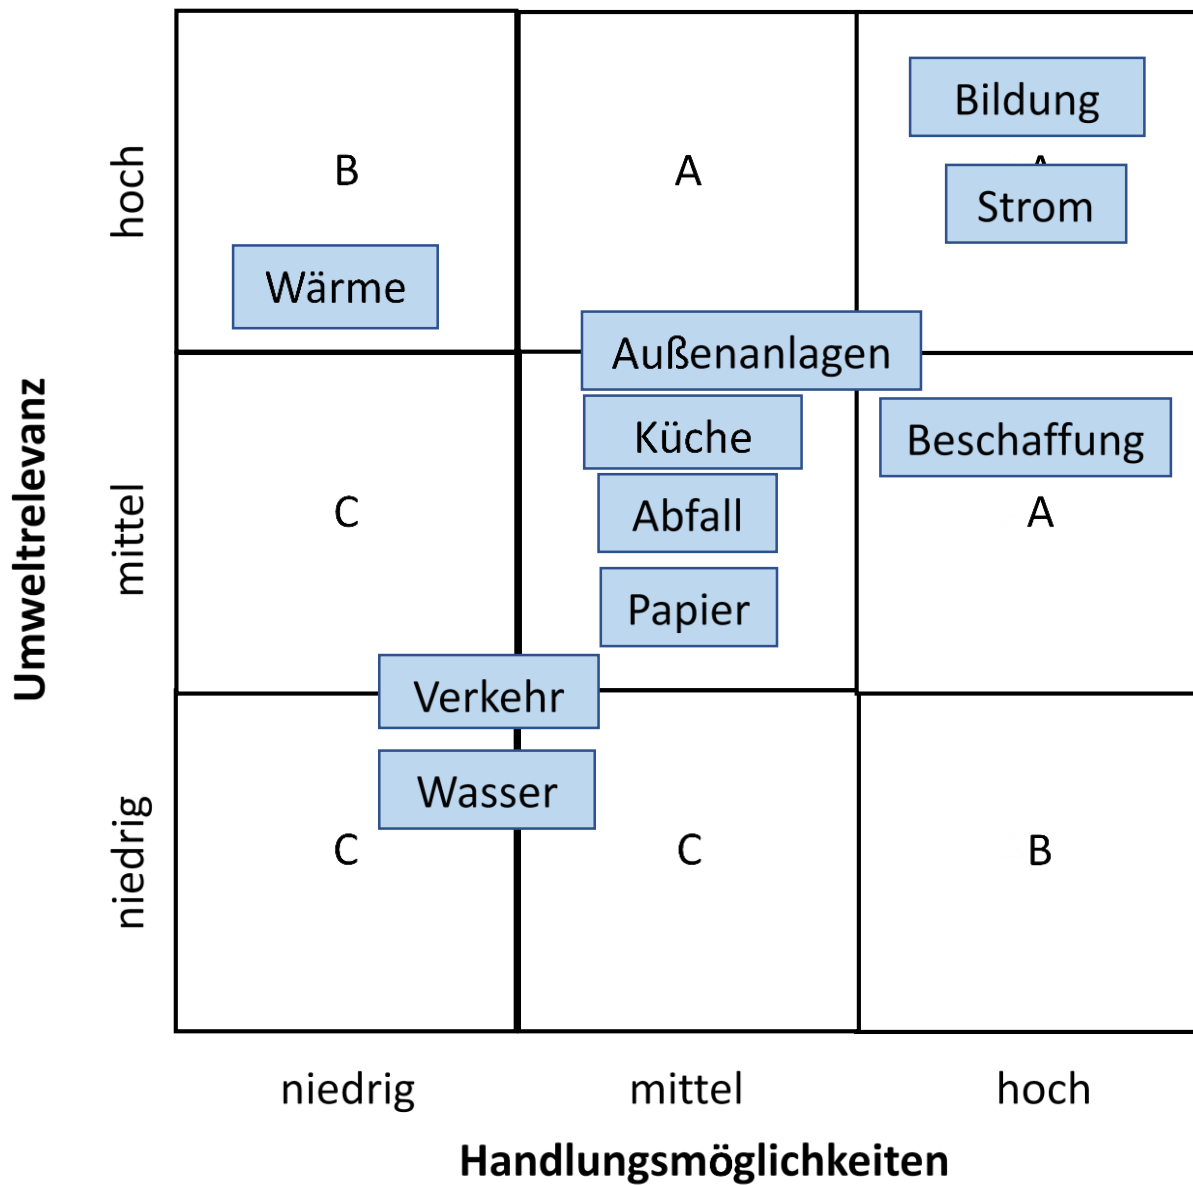 Umweltrelevanz
hoch
B
A
Bildung
Strom
Wärme
Außenanlagen
mittel
C
Küche
Abfall
Papier
Beschaffung
A
Verkehr
Wasser
niedrig
C
C
B
niedrig
mittel
hoch
Handlungsmöglichkeiten